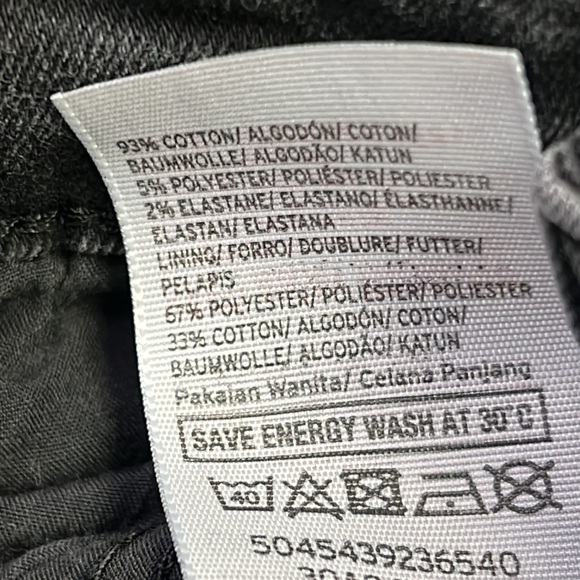 93% COTTON/ ALGODÓN/ COTON/
BAUMWOLLE/ ALGODÃO/ KATUN
5% POLYESTER/ POLIÉSTER/ POLIESTER
2% ELASTANE/ ELASTANO/ ÉLASTHANNE/
ELASTAN/ ELASTANA
LINING/ FORRO/ DOUBLURE/ FUTTER/
PELAPIS
67% POLYESTER/ POLIÉSTER/ POLIESTER
33% COTTON/ ALGODÓN/ COTON/
BAUMWOLLE/ ALGODÃO/ KATUN
Pakaian Wanita/ Celana Panjang
SAVE ENERGY WASH AT 30°C
40
5045439236540